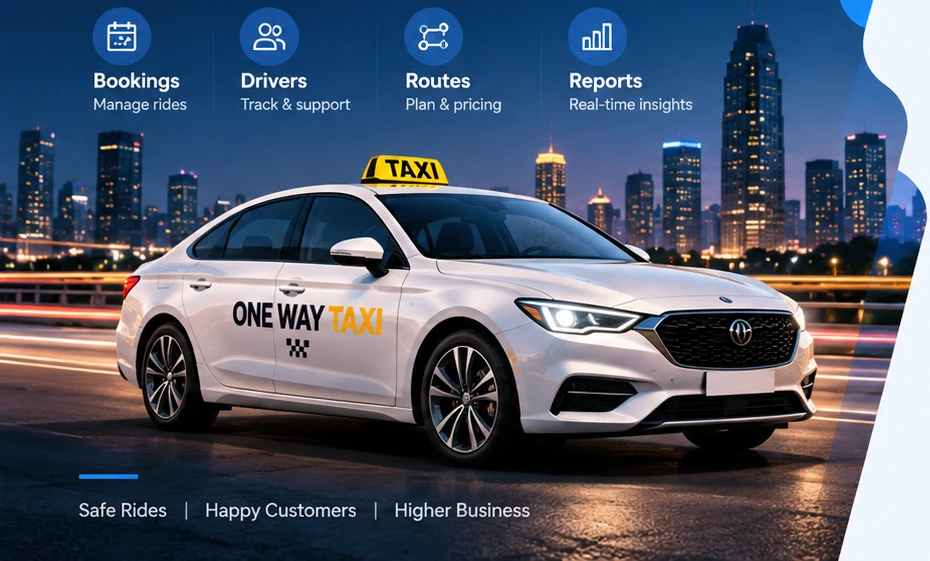 Bookings
Manage rides
Drivers
Track & support
Routes
Plan & pricing
Reports
Real-time insights
TAXI
ONE WAY TAXI
Safe Rides | Happy Customers | Higher Business